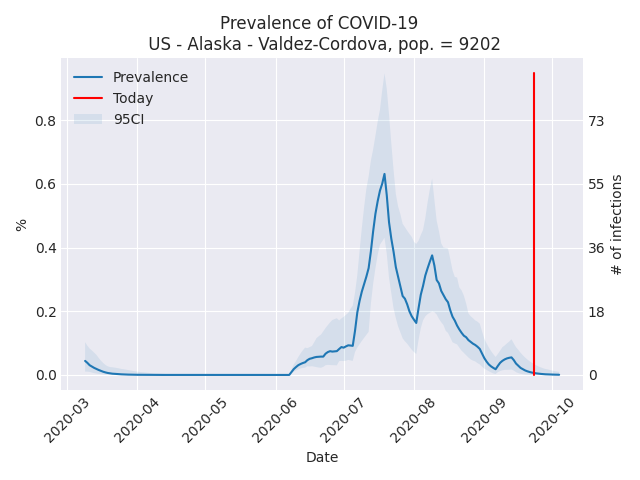 Prevalence of COVID-19
US - Alaska - Valdez-Cordova, pop. = 9202
Prevalence
Today
95CI
0.8
0.6
0.4
0.2
0.0
%
73
55
36
18
0
# of infections
2020-03
2020-04
2020-05
2020-06
2020-07
2020-08
2020-09
2020-10
Date